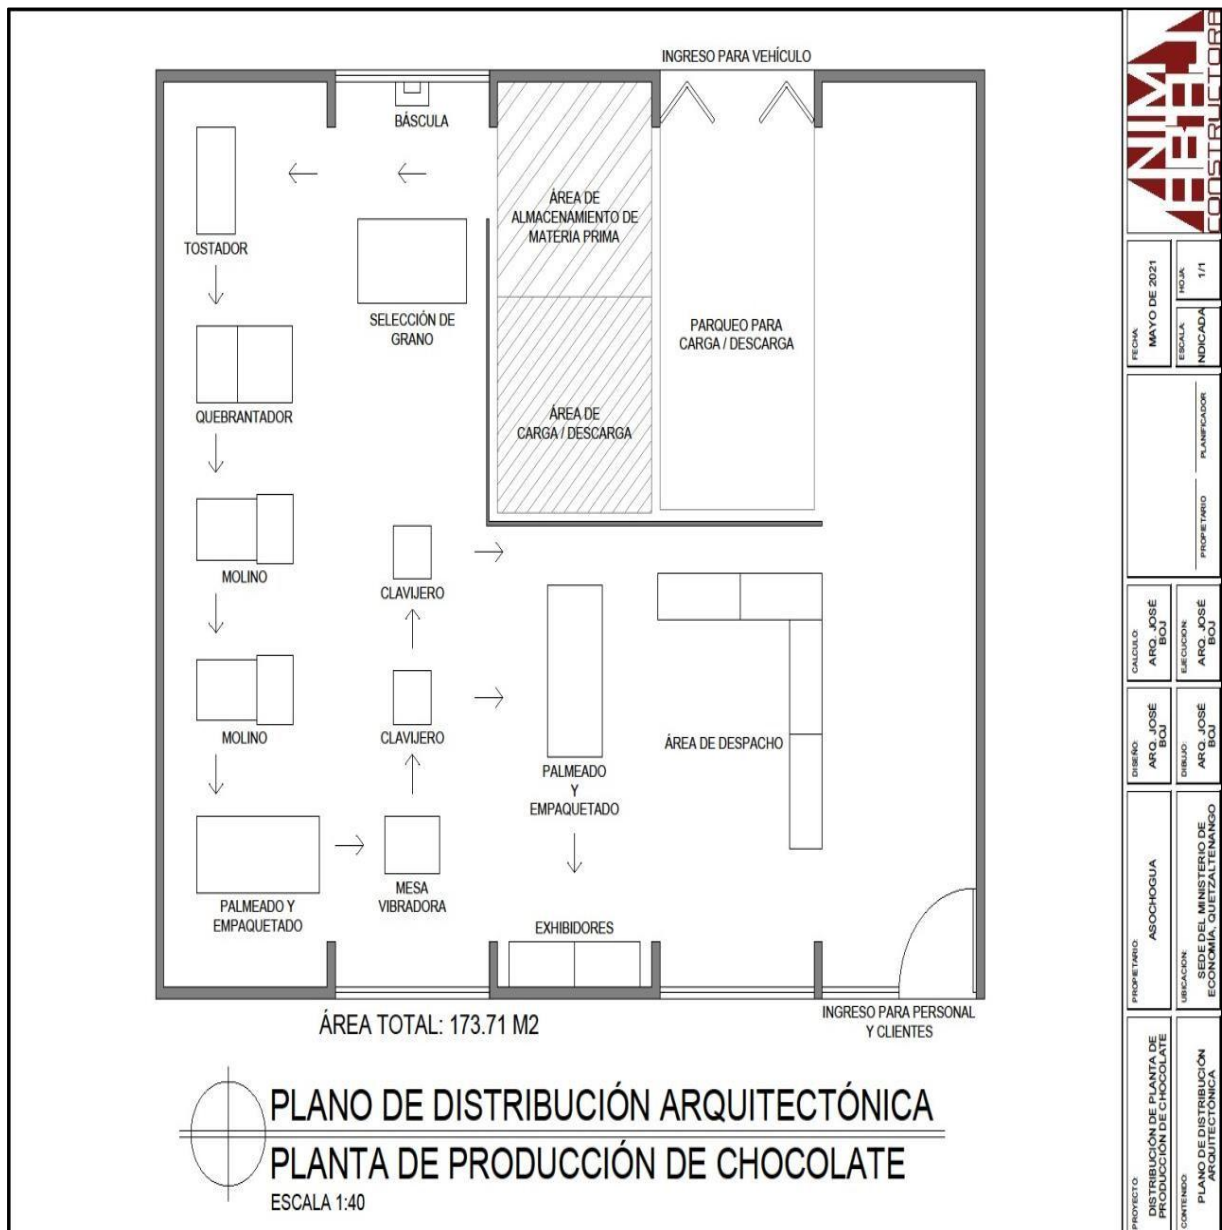 INGRESO PARA VEHÍCULO
BÁSCULA
ÁREA DE
ALMACENAMIENTO DE
MATERIA PRIMA
TOSTADOR
SELECCIÓN DE
GRANO
PARQUEO PARA
CARGA / DESCARGA
QUEBRANTADOR
ÁREA DE
CARGA / DESCARGA
MOLINO
CLAVIJERO
MOLINO
CLAVIJERO
ÁREA DE DESPACHO
PALMEADO
Y
EMPAQUETADO
MESA
VIBRADORA
PALMEADO Y
EMPAQUETADO
EXHIBIDORES
INGRESO PARA PERSONAL
Y CLIENTES
ÁREA TOTAL: 173.71 M2
PLANO DE DISTRIBUCIÓN ARQUITECTÓNICA
PLANTA DE PRODUCCIÓN DE CHOCOLATE
ESCALA 1:40
CONSTRUCTORA
FECHA:
MAYO DE 2021
ESCALA:
INDICADA
HOJA:
1/1
PROPIETARIO
PLANIFICADOR
CALCULO:
ARQ. JOSÉ
BOJ
EJECUCION:
ARQ. JOSÉ
BOJ
DISEÑO:
ARQ. JOSÉ
BOJ
DIBUJO:
ARQ. JOSÉ
BOJ
PROPIETARIO:
ASOCHOGUA
UBICACION:
SEDE DEL MINISTERIO DE
ECONOMÍA, QUETZALTENANGO
PROYECTO:
DISTRIBUCIÓN DE PLANTA DE
PRODUCCIÓN DE CHOCOLATE
CONTENIDO:
PLANO DE DISTRIBUCIÓN
ARQUITECTÓNICA